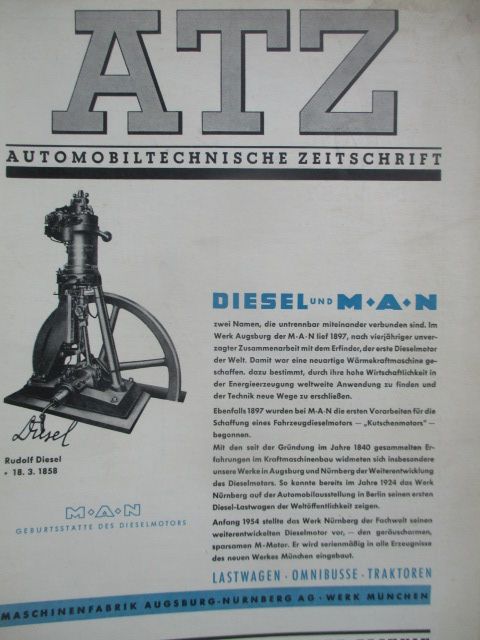 ATZ
AUTOMOBILTECHNISCHE ZEITSCHRIFT
DIESEL UND M·A·N
zwei Namen, die untrennbar miteinander verbunden sind. Im
Werk Augsburg der M·A·N lief 1897, nach vierjähriger unver-
zagter Zusammenarbeit mit dem Erfinder, der erste Dieselmotor
der Welt. Damit war eine neuartige Wärmekraftmaschine ge-
schaffen, dazu bestimmt, durch ihre hohe Wirtschaftlichkeit in
der Energieerzeugung weltweite Anwendung zu finden und
der Technik neue Wege zu erschließen.
Ebenfalls 1897 wurden bei M·A·N die ersten Vorarbeiten für die
Schaffung eines Fahrzeugdieselmotors — „Kutschenmotors" —
begonnen.
Mit den seit der Gründung im Jahre 1840 gesammelten Er-
fahrungen im Kraftmaschinenbau widmeten sich insbesondere
unsere Werke in Augsburg und Nürnberg der Weiterentwicklung
des Dieselmotors. So konnte bereits im Jahre 1924 das Werk
Nürnberg auf der Automobilausstellung in Berlin seinen ersten
Diesel-Lastwagen der Weltöffentlichkeit zeigen.
Anfang 1954 stellte das Werk Nürnberg der Fachwelt seinen
weiterentwickelten Dieselmotor vor, — den geräuscharmen,
sparsamen M-Motor. Er wird serienmäßig in alle Erzeugnisse
des neuen Werkes München eingebaut.
LASTWAGEN · OMNIBUSSE · TRAKTOREN
Diesel
Rudolf Diesel
* 18. 3. 1858
M·A·N
GEBURTSSTÄTTE DES DIESELMOTORS
MASCHINENFABRIK AUGSBURG-NÜRNBERG AG · WERK MÜNCHEN